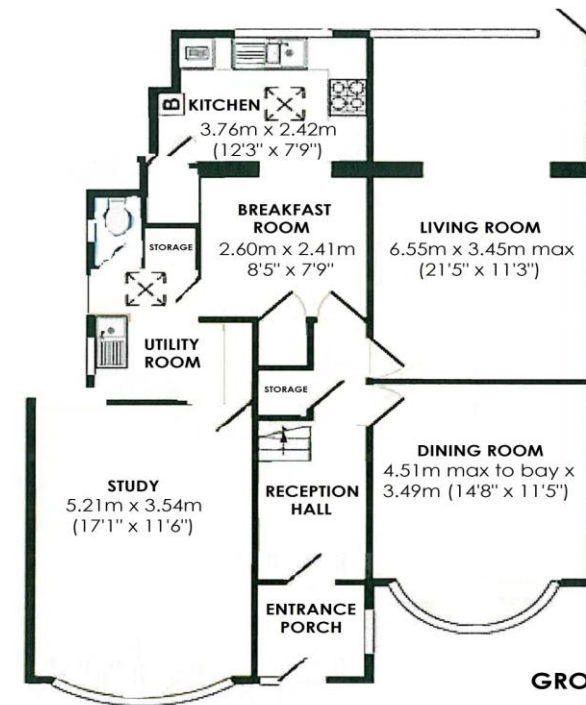 B
KITCHEN
3.76m x 2.42m
(12'3" x 7'9")
BREAKFAST
ROOM
2.60m x 2.41m
8'5" x 7'9"
STORAGE
LIVING ROOM
6.55m x 3.45m max
(21'5" x 11'3")
UTILITY
ROOM
STORAGE
DINING ROOM
4.51m max to bay x
3.49m (14'8" x 11'5")
STUDY
5.21m x 3.54m
(17'1" x 11'6")
RECEPTION
HALL
ENTRANCE
PORCH
GRO